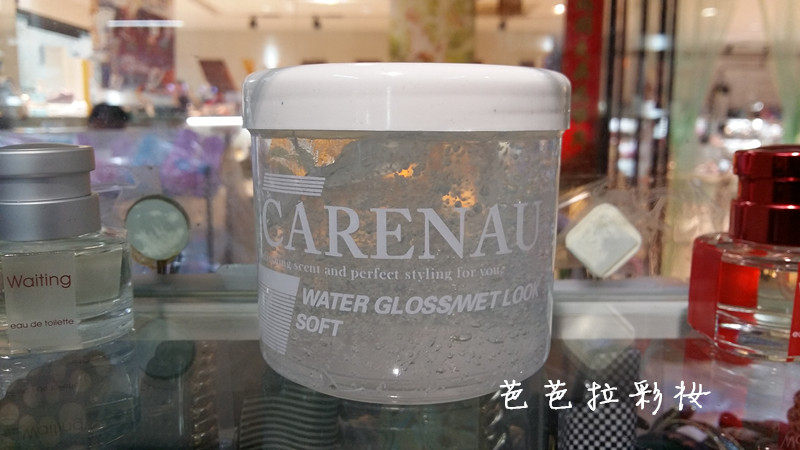 CARENAU
scent and perfect styling for you
WATER GLOSS/WET LOOK
SOFT
Waiting
eau de toilette
芭芭拉彩妆